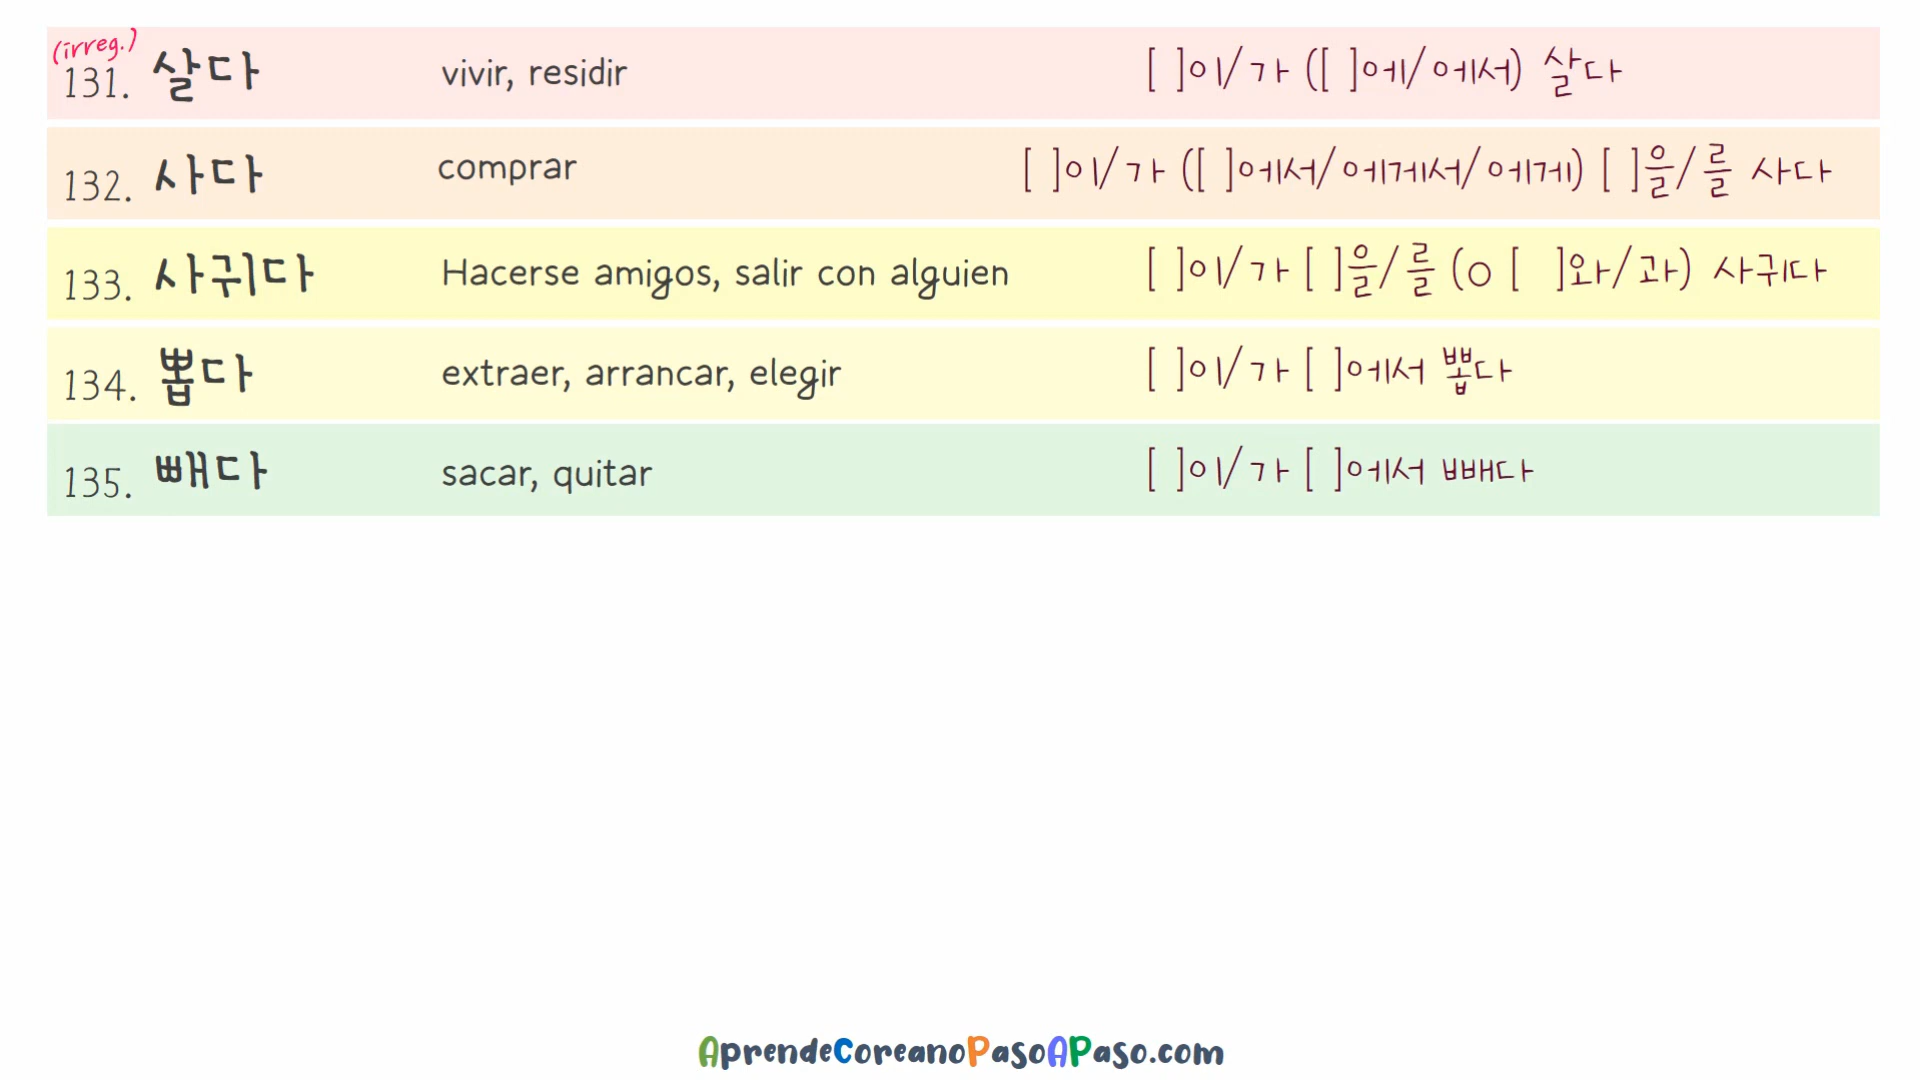 (irreg.)
131. 살다 vivir, residir [ ]이/가 ([ ]에/에서) 살다
132. 사다 comprar [ ]이/가 ([ ]에서/에게서/에게) [ ]을/를 사다
133. 사귀다 Hacerse amigos, salir con alguien [ ]이/가 [ ]을/를 (O [ ]와/과) 사귀다
134. 뽑다 extraer, arrancar, elegir [ ]이/가 [ ]에서 뽑다
135. 빼다 sacar, quitar [ ]이/가 [ ]에서 빼다
AprendeCoreanoPasoAPaso.com